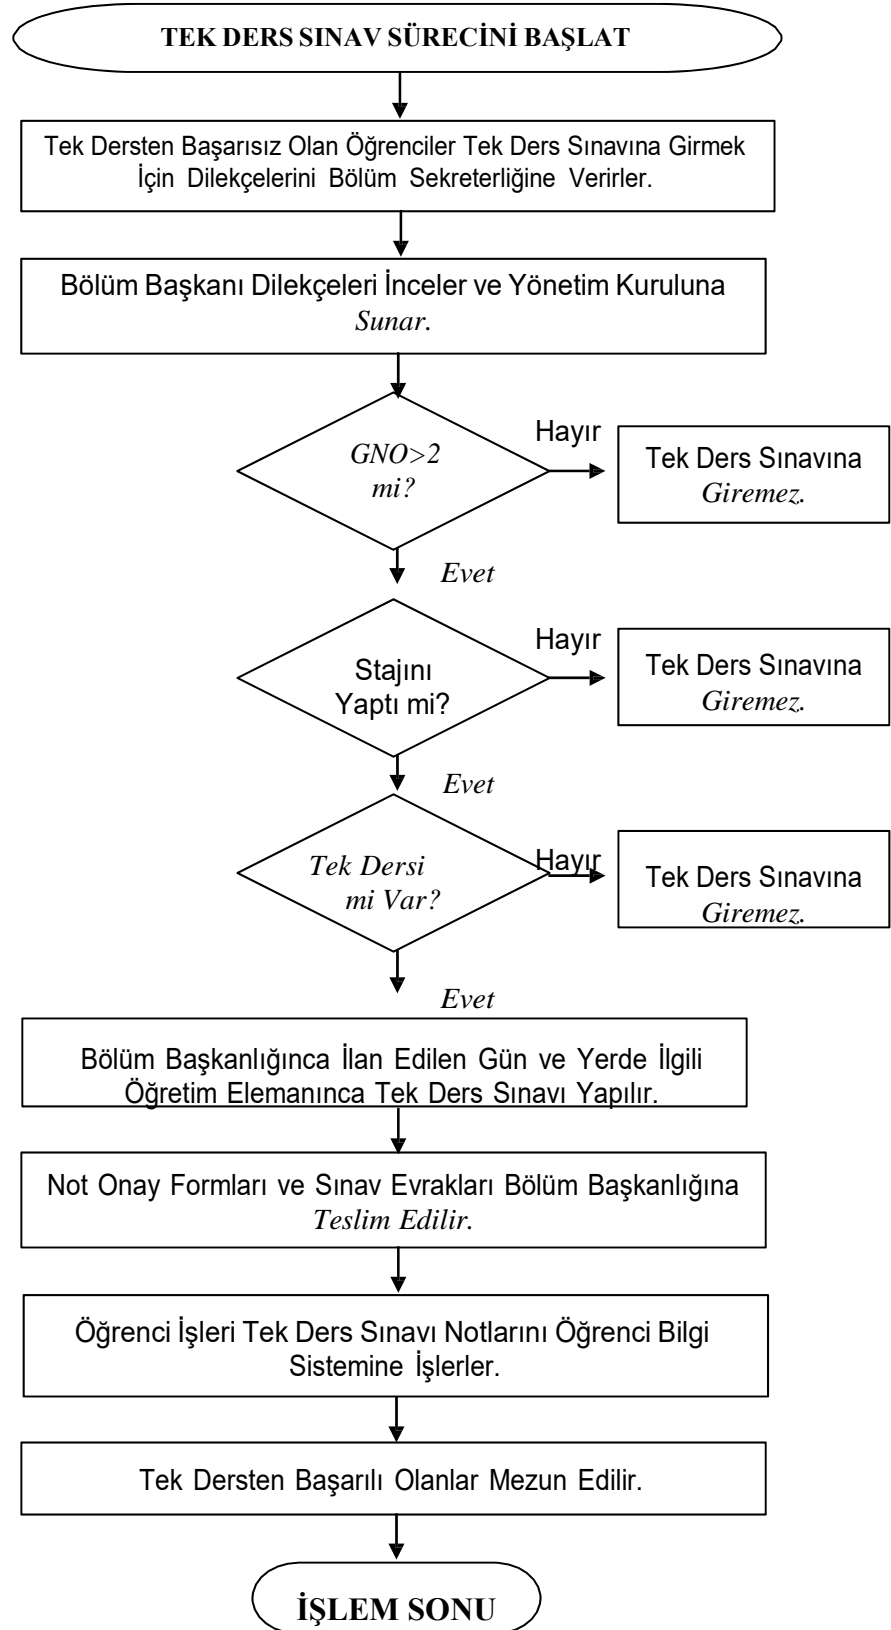 TEK DERS SINAV SÜRECİNİ BAŞLAT
Tek Dersten Başarısız Olan Öğrenciler Tek Ders Sınavına Girmek
İçin Dilekçelerini Bölüm Sekreterliğine Verirler.
Bölüm Başkanı Dilekçeleri İnceler ve Yönetim Kuruluna
Sunar.
GNO>2
mi?
Hayır
Tek Ders Sınavına
Giremez.
Evet
Stajını
Yaptı mi?
Hayır
Tek Ders Sınavına
Giremez.
Evet
Tek Dersi
mi Var?
Hayır
Tek Ders Sınavına
Giremez.
Evet
Bölüm Başkanlığınca İlan Edilen Gün ve Yerde İlgili
Öğretim Elemanınca Tek Ders Sınavı Yapılır.
Not Onay Formları ve Sınav Evrakları Bölüm Başkanlığına
Teslim Edilir.
Öğrenci İşleri Tek Ders Sınavı Notlarını Öğrenci Bilgi
Sistemine İşlerler.
Tek Dersten Başarılı Olanlar Mezun Edilir.
İŞLEM SONU